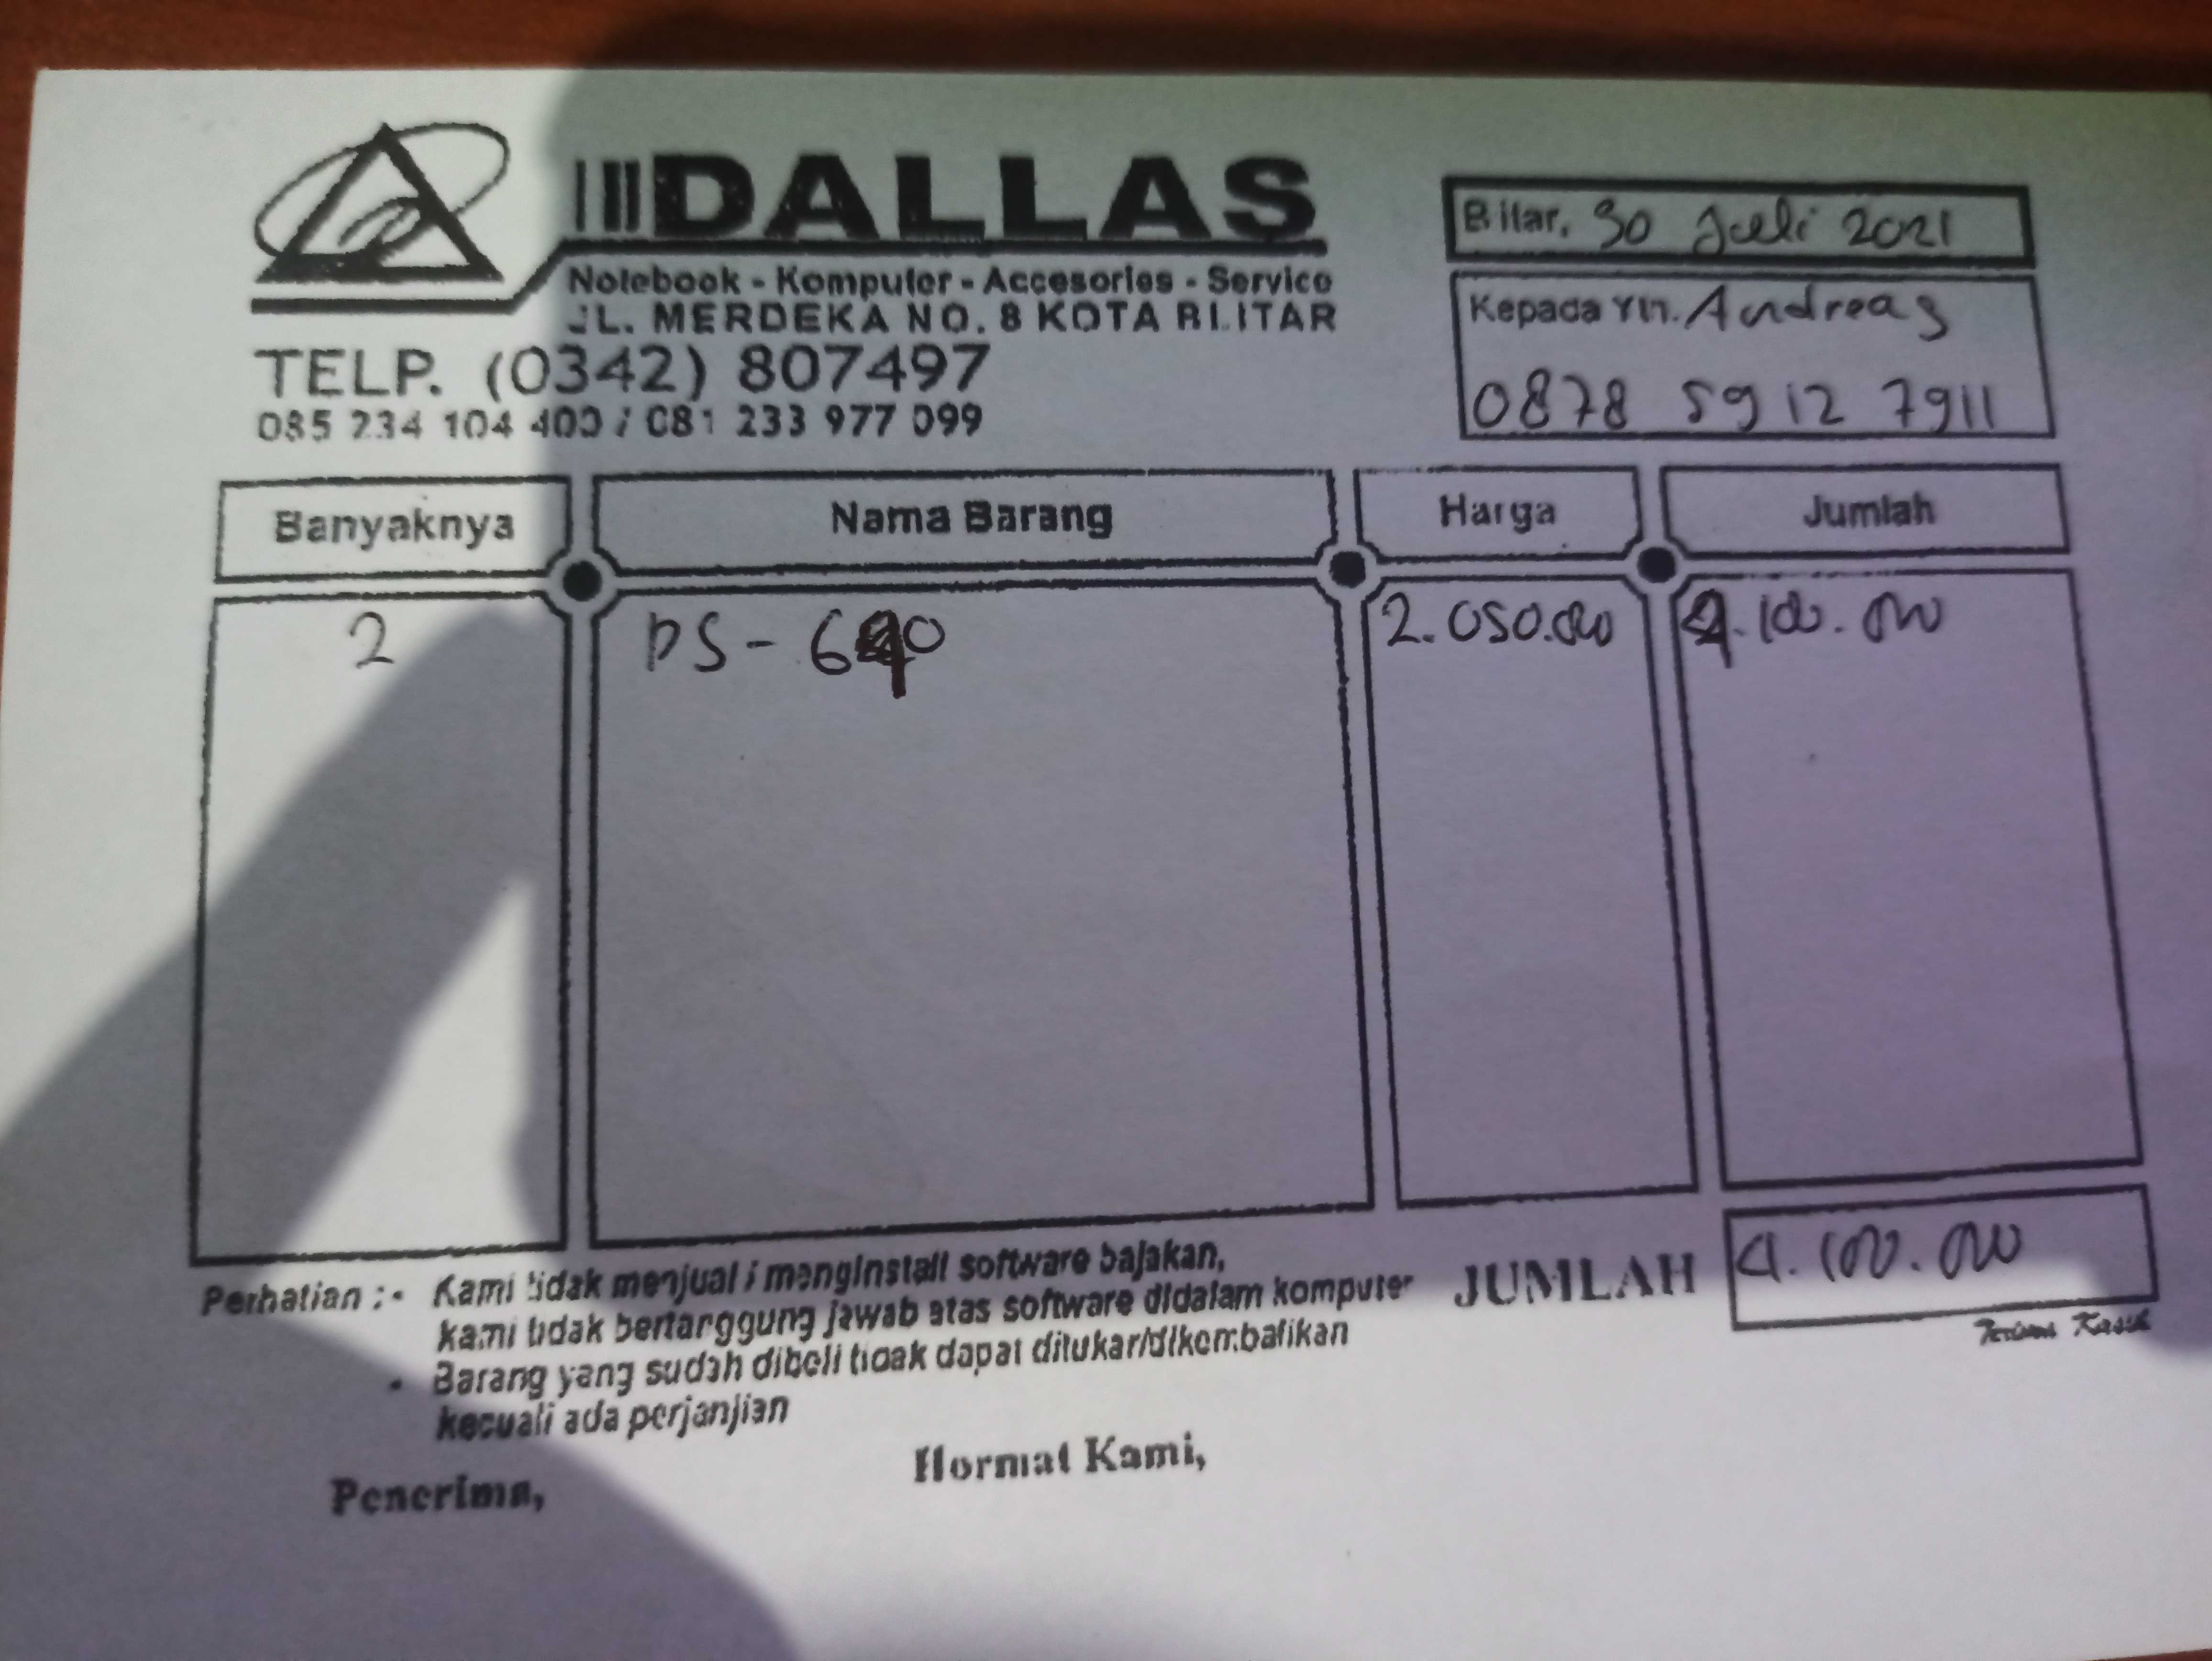 DALLAS
Notebook - Komputer - Accesories - Service
JL. MERDEKA NO. 8 KOTA BLITAR
TELP. (0342) 807497
085 234 104 400 / 081 233 977 099
Blitar, 30 Juli 2021
Kepada Yth. Andreas
0878 5912 7911
Banyaknya Nama Barang Harga Jumlah
2 DS - 640 2.050.000 4.100.000
Perhatian : - Kami tidak menjual / menginstall software bajakan,
kami tidak bertanggung jawab atas software didalam komputer
- Barang yang sudah dibeli tidak dapat ditukar/dikembalikan
kecuali ada perjanjian
JUMLAH 4.100.000
Terima Kasih
Penerima,
Hormat Kami,